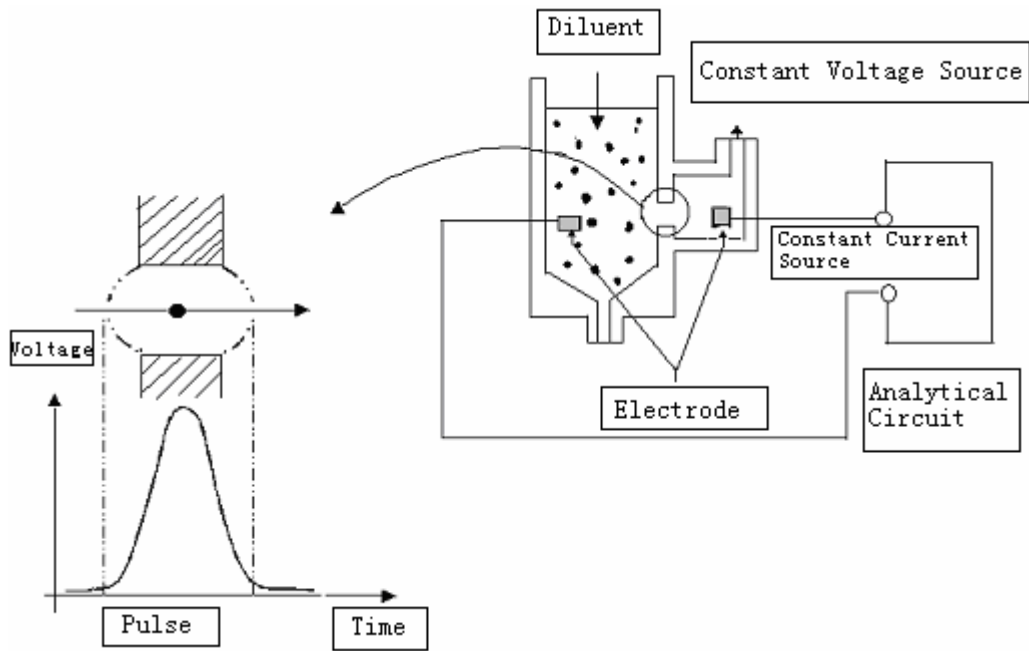 Diluent
Constant Voltage Source
Constant Current
Source
Voltage
Electrode
Analytical
Circuit
Pulse
Time